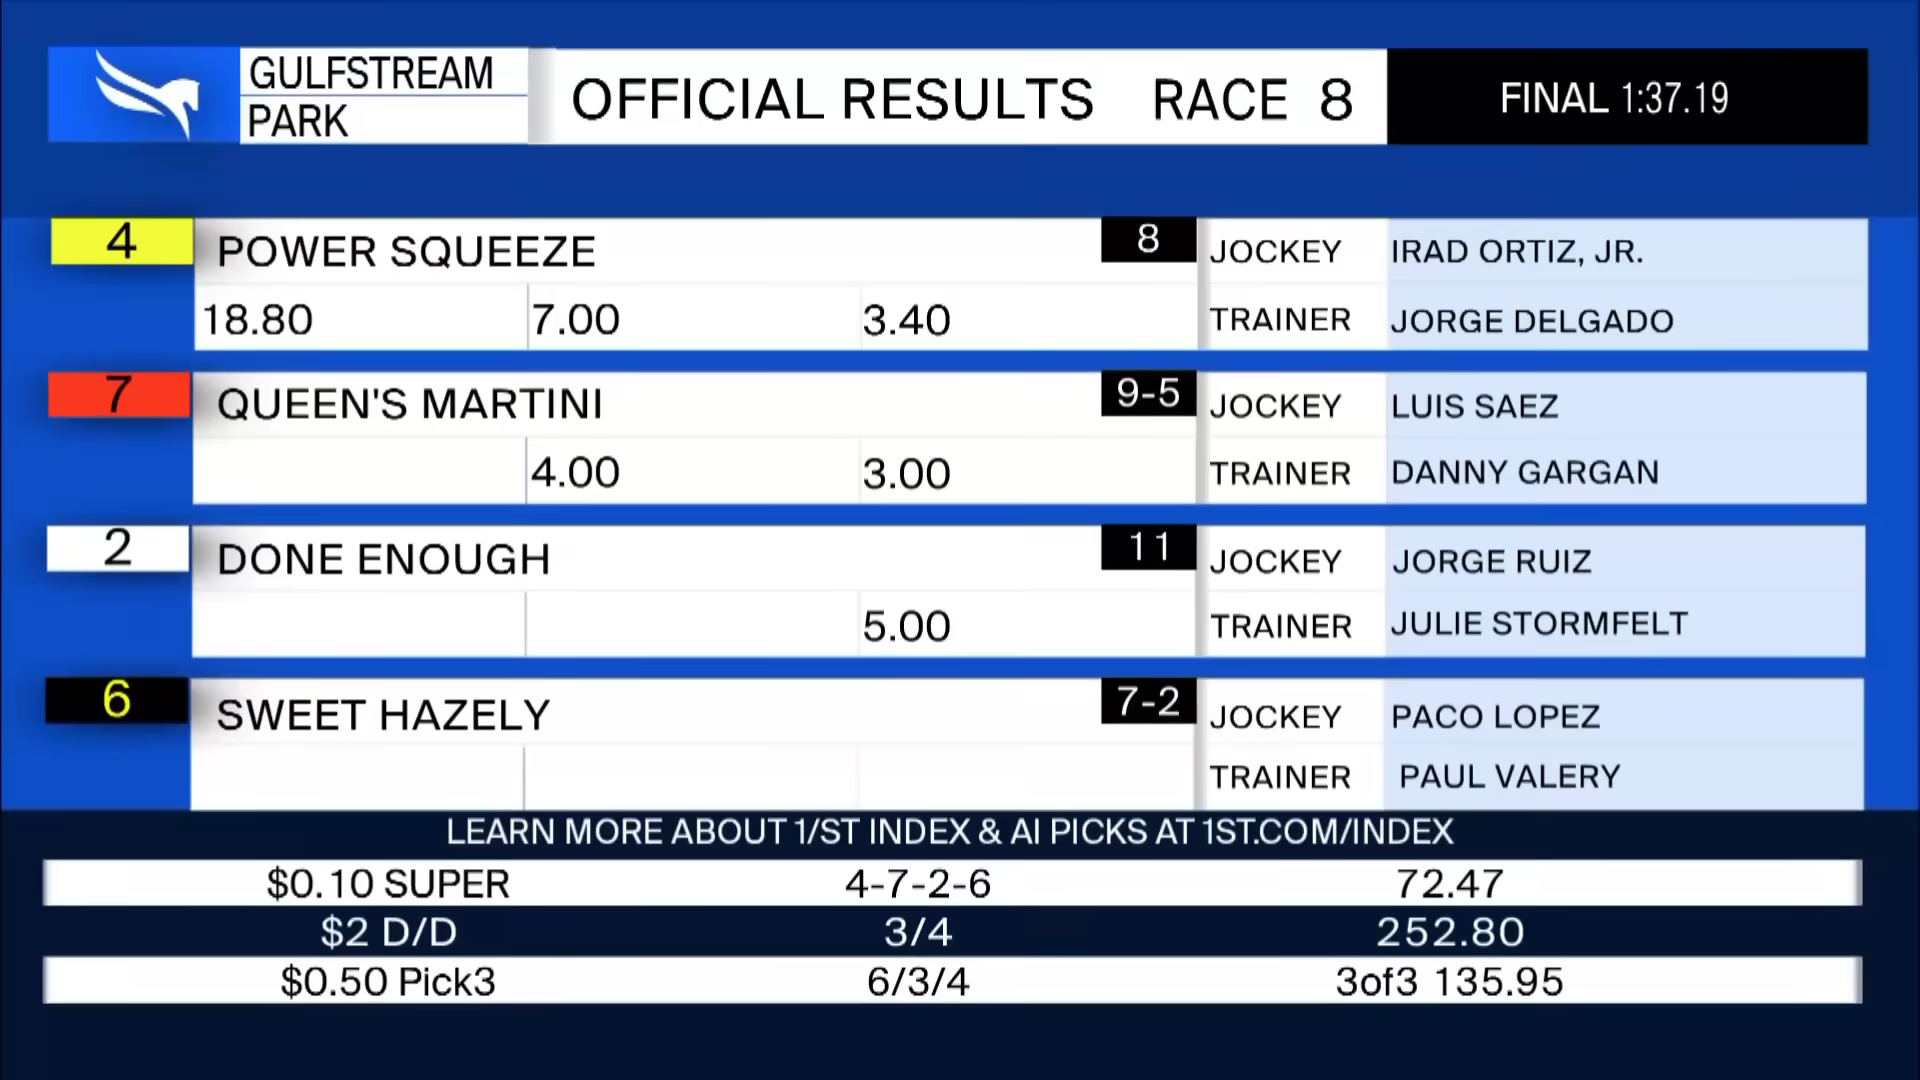 GULFSTREAM
PARK
OFFICIAL RESULTS RACE 8
FINAL 1:37.19
4 POWER SQUEEZE 8 JOCKEY IRAD ORTIZ, JR.
18.80 7.00 3.40 TRAINER JORGE DELGADO
7 QUEEN'S MARTINI 9-5 JOCKEY LUIS SAEZ
4.00 3.00 TRAINER DANNY GARGAN
2 DONE ENOUGH 11 JOCKEY JORGE RUIZ
5.00 TRAINER JULIE STORMFELT
6 SWEET HAZELY 7-2 JOCKEY PACO LOPEZ
TRAINER PAUL VALERY
LEARN MORE ABOUT 1/ST INDEX & AI PICKS AT 1ST.COM/INDEX
$0.10 SUPER 4-7-2-6 72.47
$2 D/D 3/4 252.80
$0.50 Pick3 6/3/4 3of3 135.95